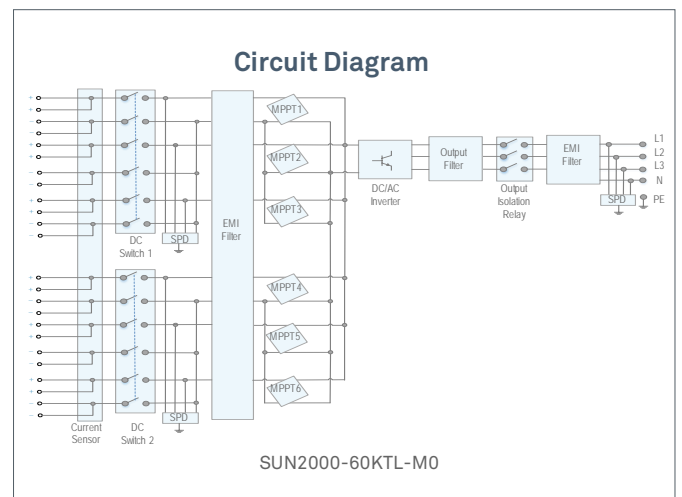 Circuit Diagram
+
+
-
-
+
+
-
-
+
+
-
-
+
+
-
-
+
+
-
-
+
+
-
-
MPPT1
MPPT2
MPPT3
MPPT4
MPPT5
MPPT6
EMI
Filter
SPD
SPD
DC
Switch 1
DC
Switch 2
Current
Sensor
DC/AC
Inverter
Output
Filter
Output
Isolation
Relay
EMI
Filter
SPD
L1
L2
L3
N
PE
SUN2000-60KTL-M0